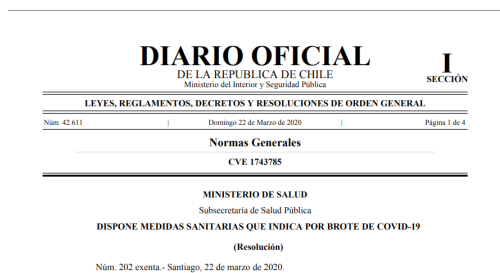 DIARIO OFICIAL
I
DE LA REPUBLICA DE CHILE
SECCIÓN
Ministerio del Interior y Seguridad Pública
LEYES, REGLAMENTOS, DECRETOS Y RESOLUCIONES DE ORDEN GENERAL
Núm. 42.611 | Domingo 22 de Marzo de 2020 | Página 1 de 4
Normas Generales
CVE 1743785
MINISTERIO DE SALUD
Subsecretaría de Salud Pública
DISPONE MEDIDAS SANITARIAS QUE INDICA POR BROTE DE COVID-19
(Resolución)
Núm. 202 exenta.- Santiago, 22 de marzo de 2020.